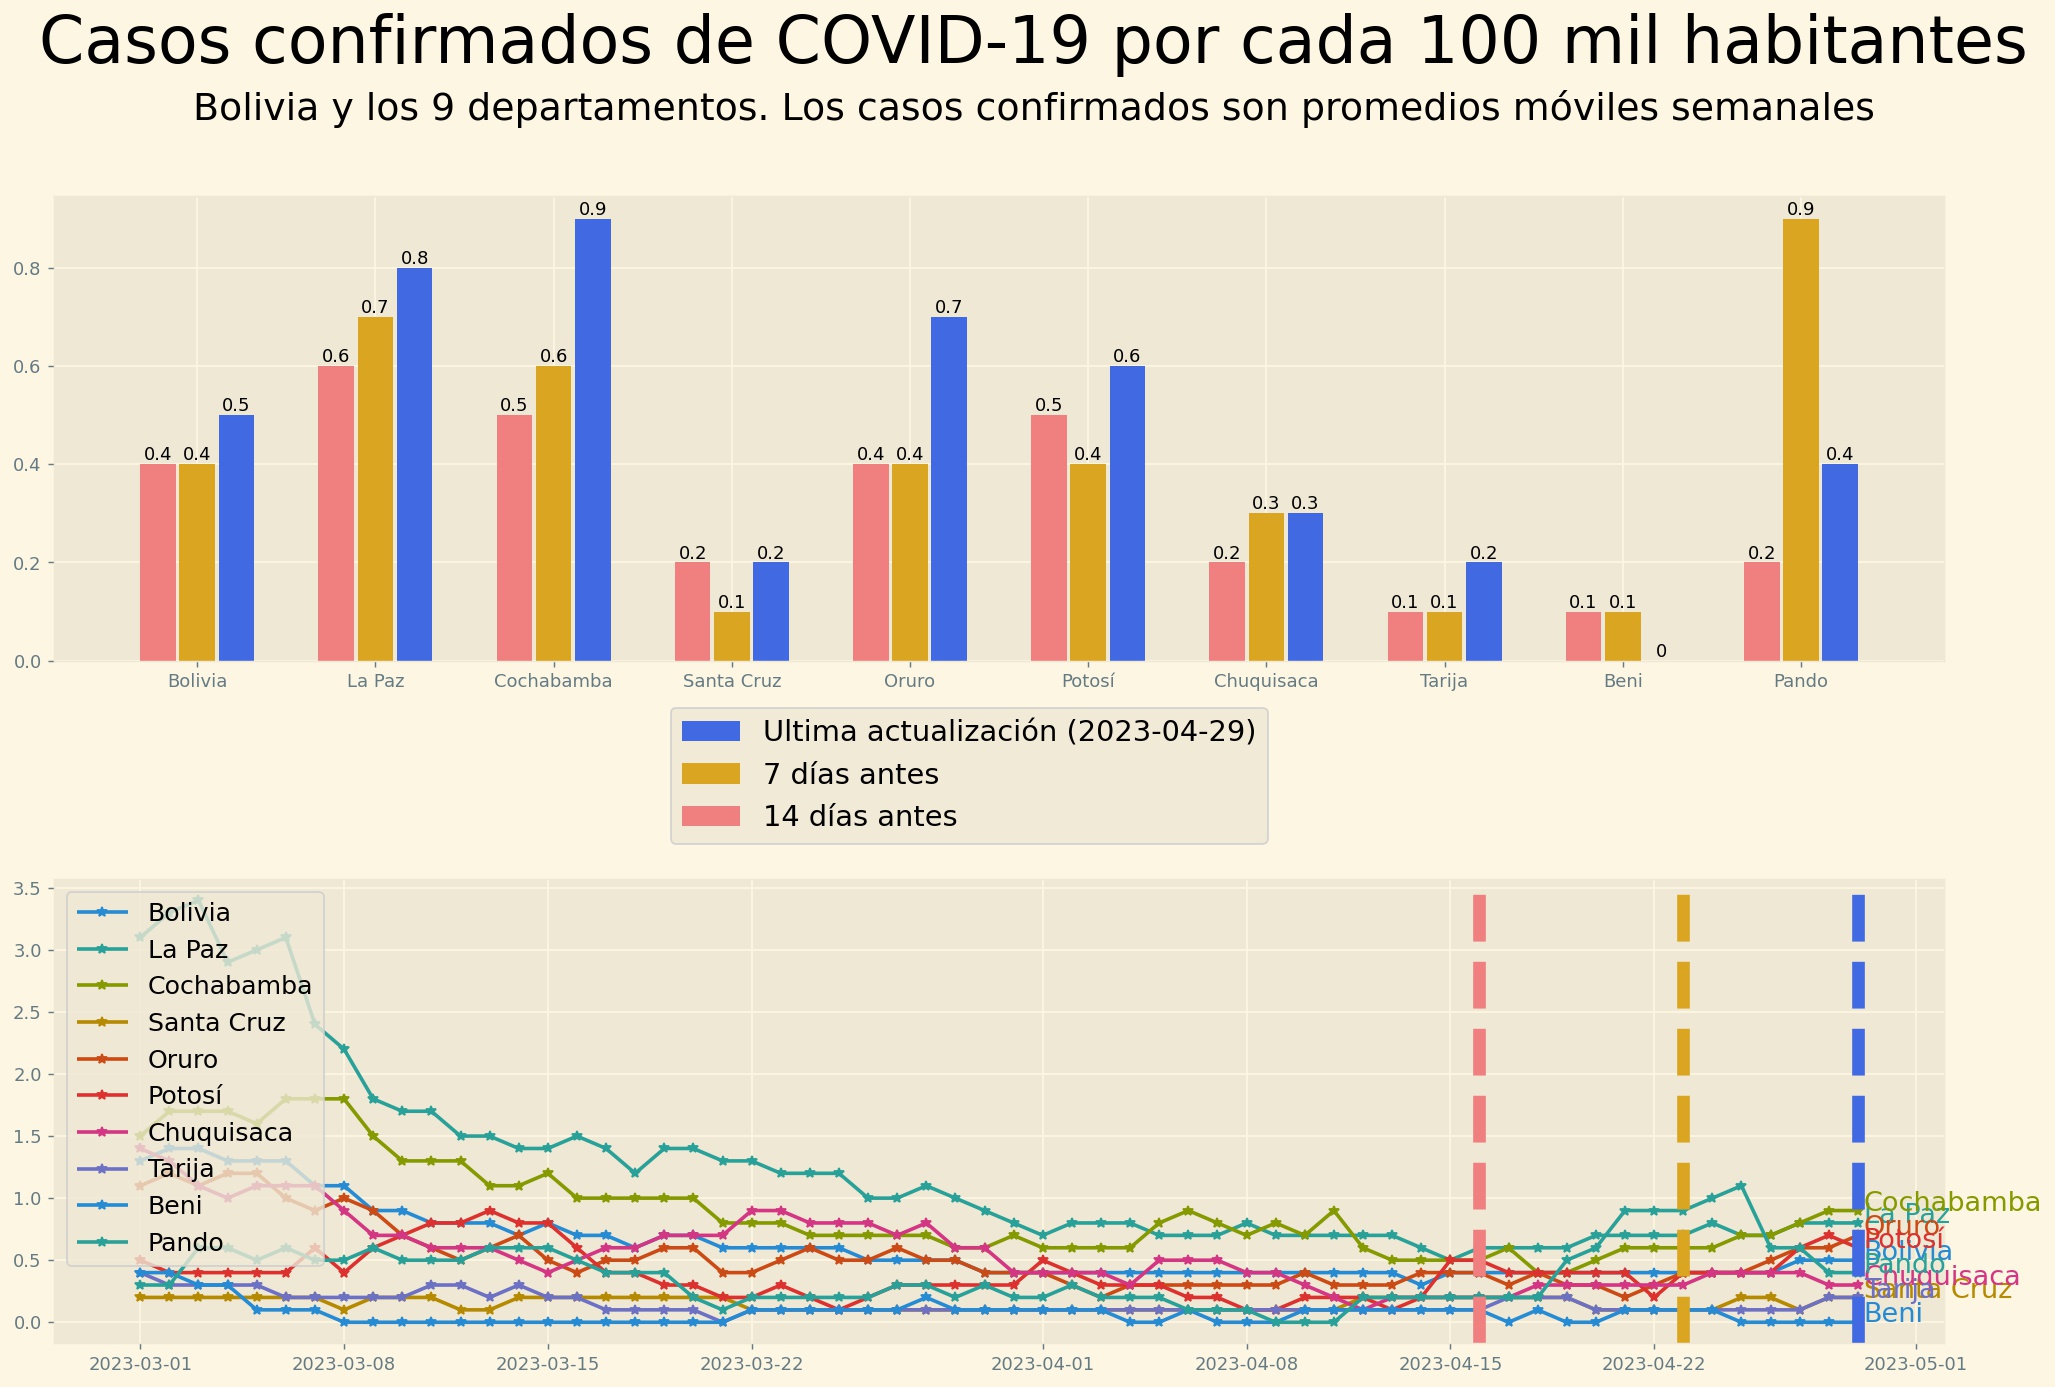 Casos confirmados de COVID-19 por cada 100 mil habitantes
Bolivia y los 9 departamentos. Los casos confirmados son promedios móviles semanales
0.8
0.6
0.4
0.2
0.0
0.4 0.4 0.5
0.6 0.7 0.8
0.5 0.6 0.9
0.2 0.1 0.2
0.4 0.4 0.7
0.5 0.4 0.6
0.2 0.3 0.3
0.1 0.1 0.2
0.1 0.1 0
0.2 0.9 0.4
Bolivia La Paz Cochabamba Santa Cruz Oruro Potosí Chuquisaca Tarija Beni Pando
Ultima actualización (2023-04-29)
7 días antes
14 días antes
3.5
3.0
2.5
2.0
1.5
1.0
0.5
0.0
Bolivia
La Paz
Cochabamba
Santa Cruz
Oruro
Potosí
Chuquisaca
Tarija
Beni
Pando
Cochabamba
La Paz
Oruro
Potosí
Bolivia
Pando
Chuquisaca
Santa Cruz
Tarija
Beni
2023-03-01 2023-03-08 2023-03-15 2023-03-22 2023-04-01 2023-04-08 2023-04-15 2023-04-22 2023-05-01